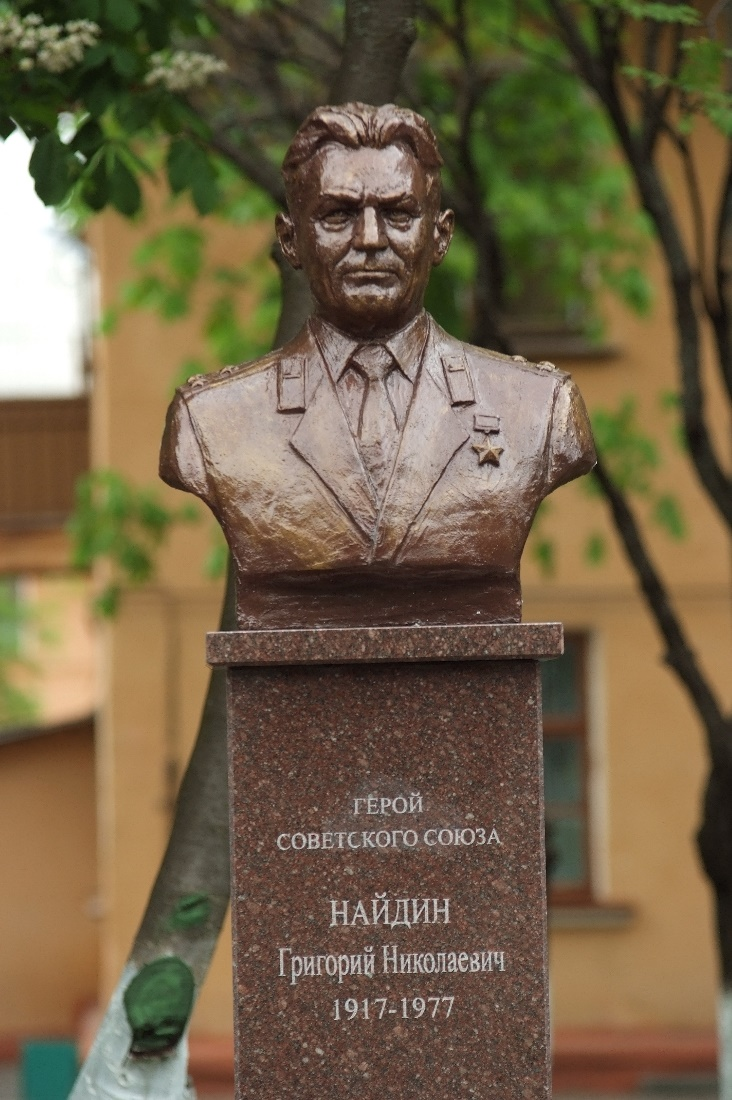 ГЕРОЙ
СОВЕТСКОГО СОЮЗА
НАЙДИН
Григорий Николаевич
1917-1977